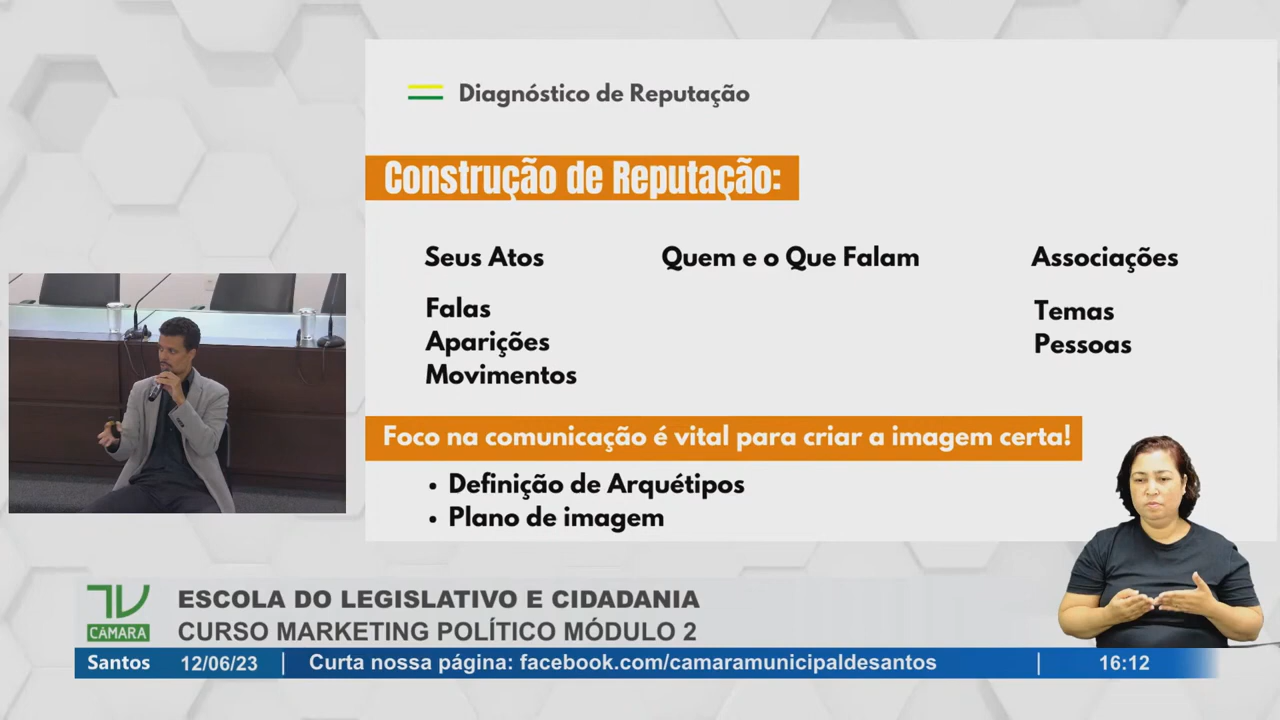 Diagnóstico de Reputação
Construção de Reputação:
Seus Atos
Falas
Aparições
Movimentos
Quem e o Que Falam
Associações
Temas
Pessoas
Foco na comunicação é vital para criar a imagem certa!
• Definição de Arquétipos
• Plano de imagem
TV CÂMARA
ESCOLA DO LEGISLATIVO E CIDADANIA
CURSO MARKETING POLÍTICO MÓDULO 2
Santos 12/06/23 | Curta nossa página: facebook.com/camaramunicipaldesantos | 16:12